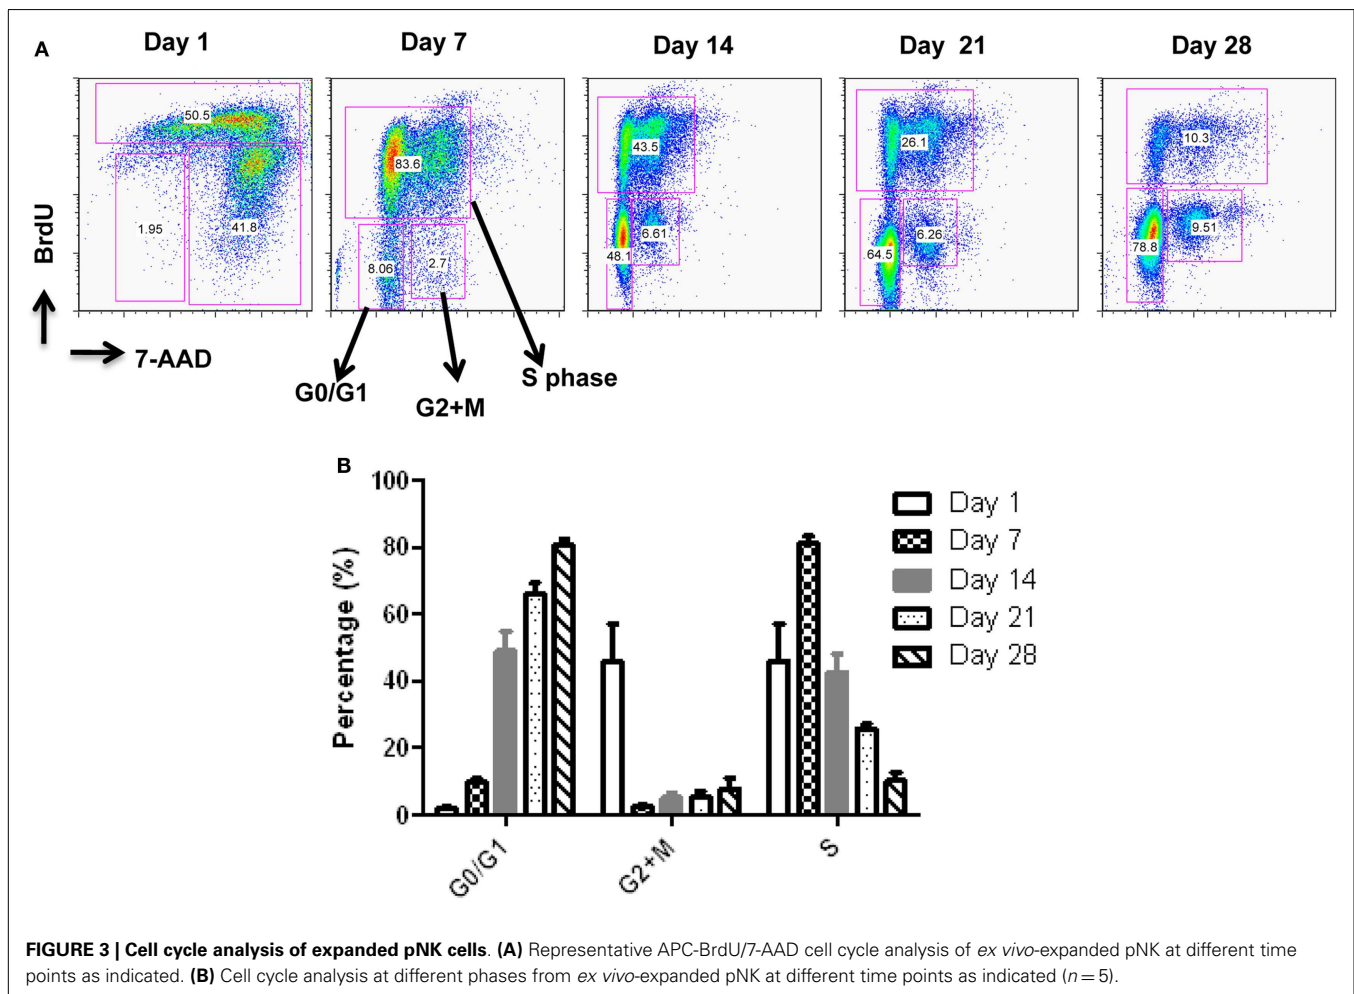 A
Day 1
Day 7
Day 14
Day 21
Day 28
50.5
1.95
41.8
83.6
8.06
2.7
43.5
48.1
6.61
26.1
64.5
6.26
10.3
78.8
9.51
BrdU
7-AAD
G0/G1
G2+M
S phase
B
Percentage (%)
100
80
60
40
20
0
G0/G1
G2+M
S
Day 1
Day 7
Day 14
Day 21
Day 28
FIGURE 3 | Cell cycle analysis of expanded pNK cells. (A) Representative APC-BrdU/7-AAD cell cycle analysis of ex vivo-expanded pNK at different time
points as indicated. (B) Cell cycle analysis at different phases from ex vivo-expanded pNK at different time points as indicated (n = 5).